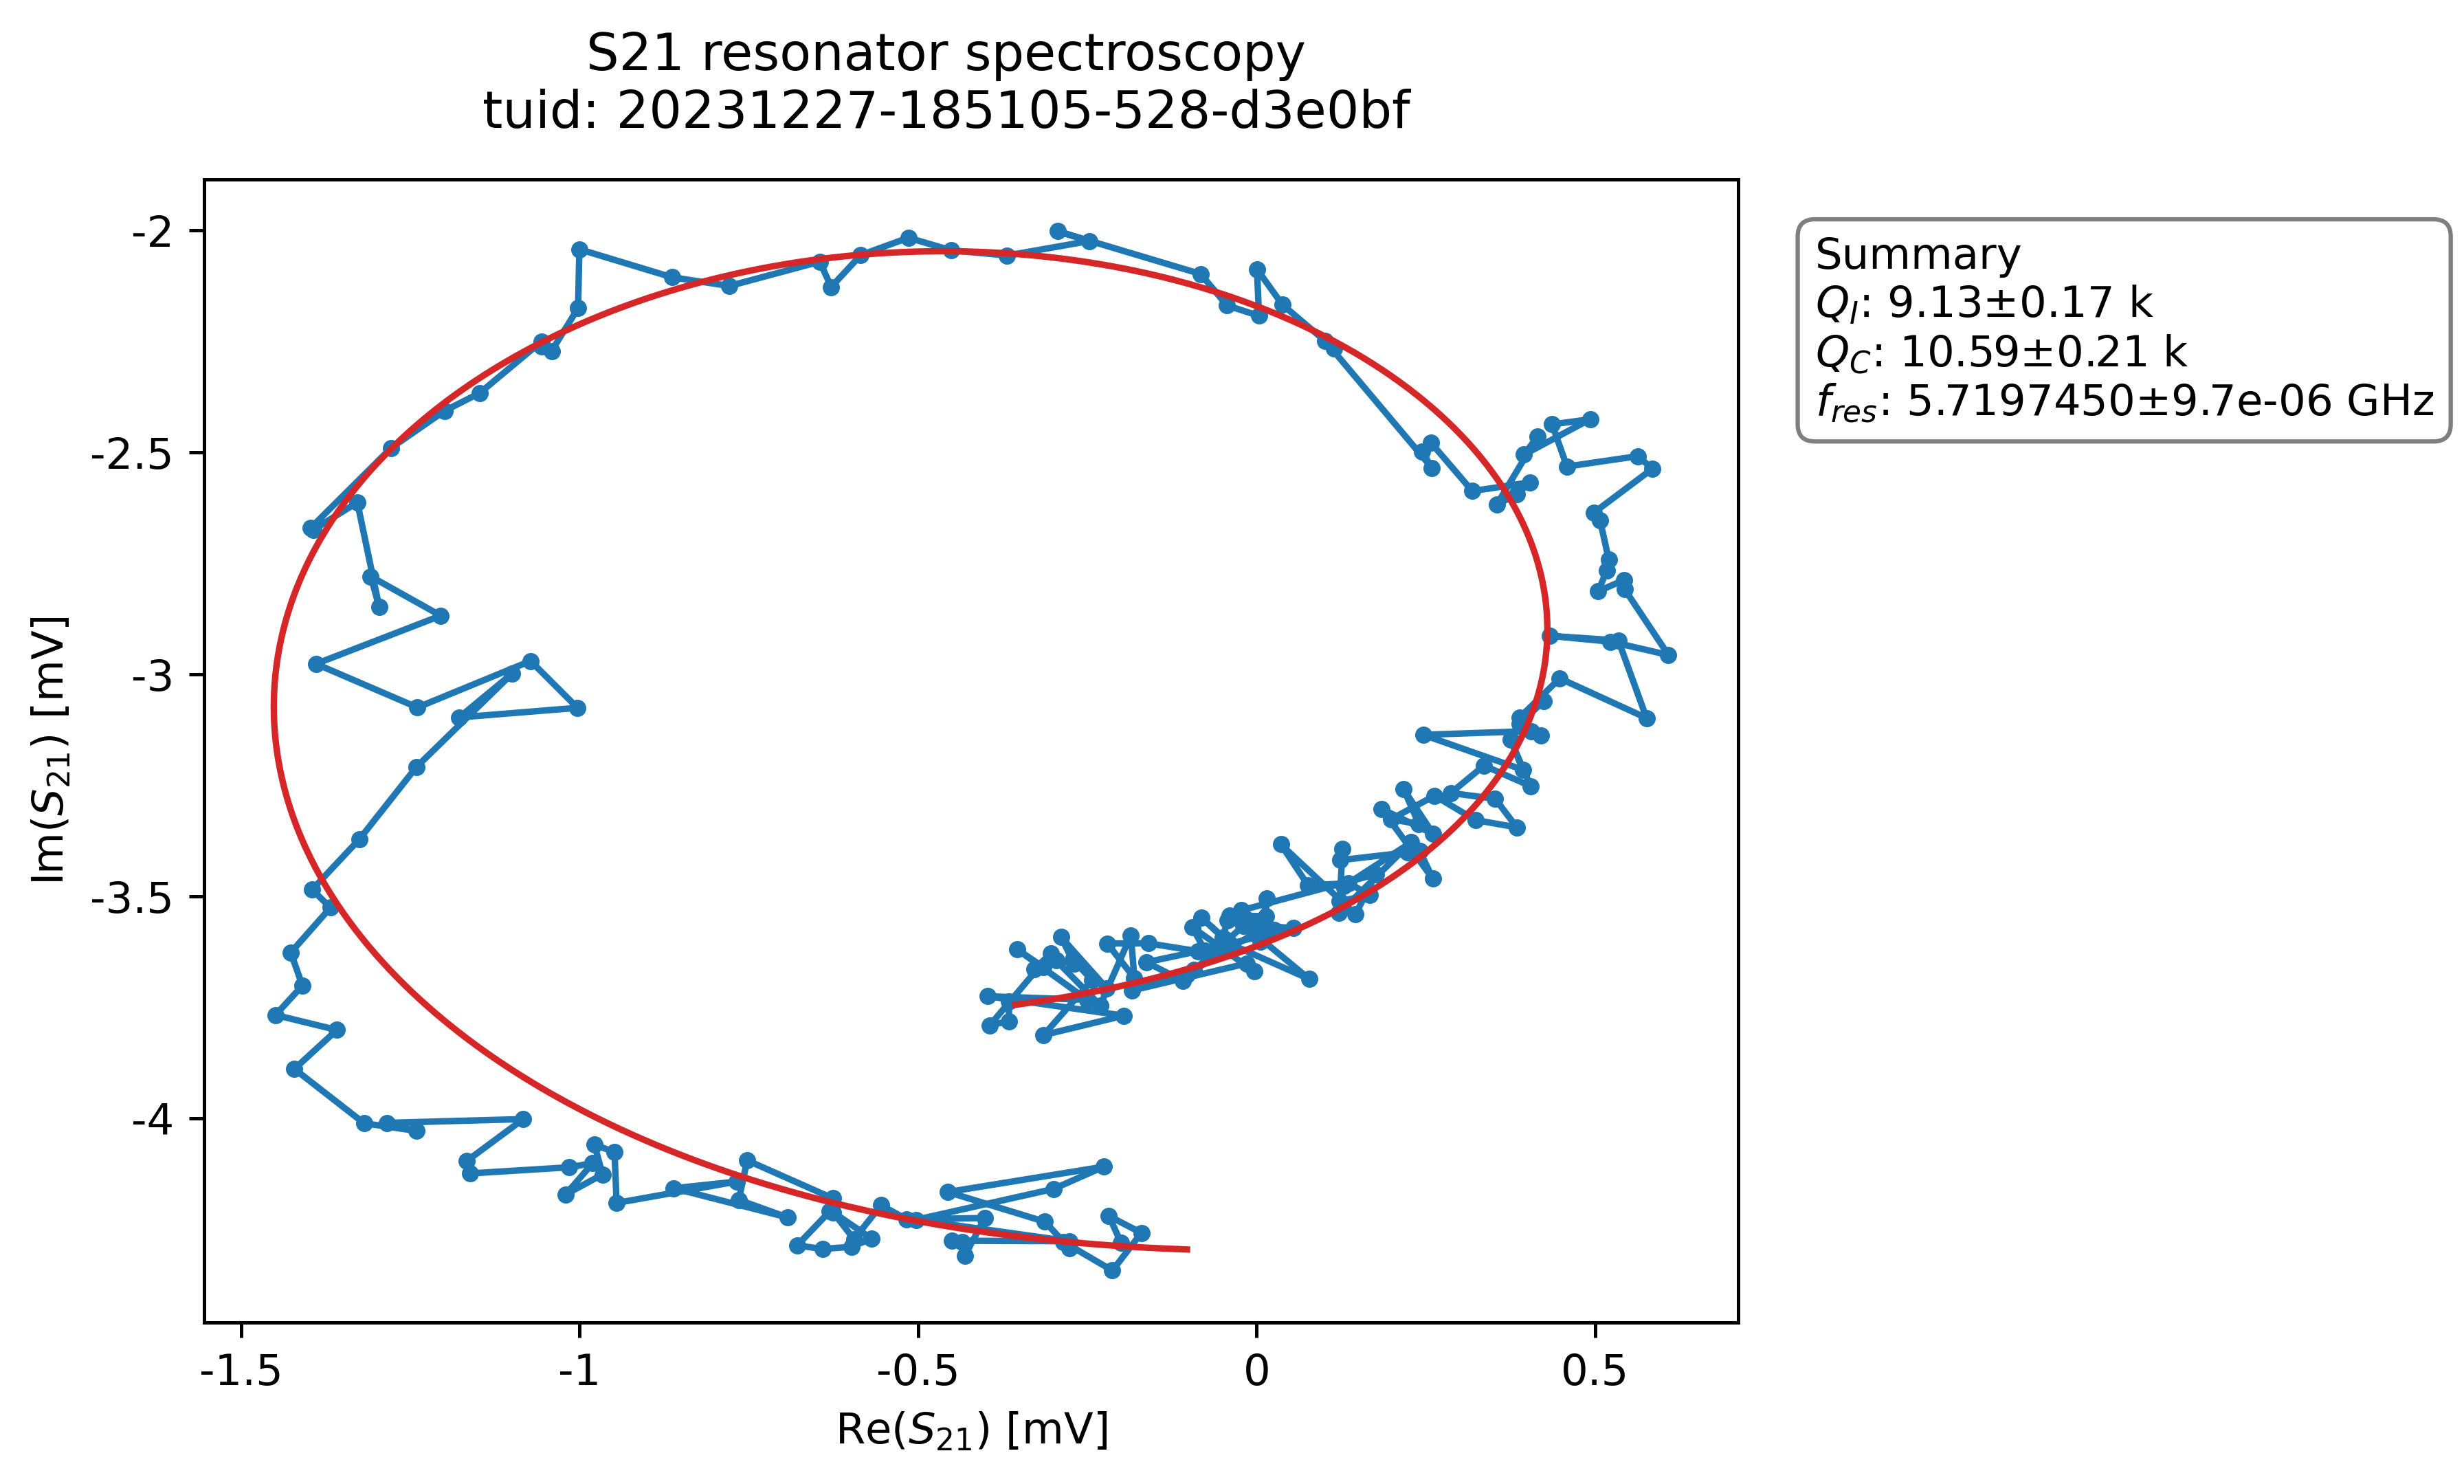 S21 resonator spectroscopy
tuid: 20231227-185105-528-d3e0bf
-2
-2.5
-3
-3.5
-4
Im(S21) [mV]
-1.5
-1
-0.5
0
0.5
Re(S21) [mV]
Summary
QI: 9.13±0.17 k
QC: 10.59±0.21 k
fres: 5.7197450±9.7e-06 GHz